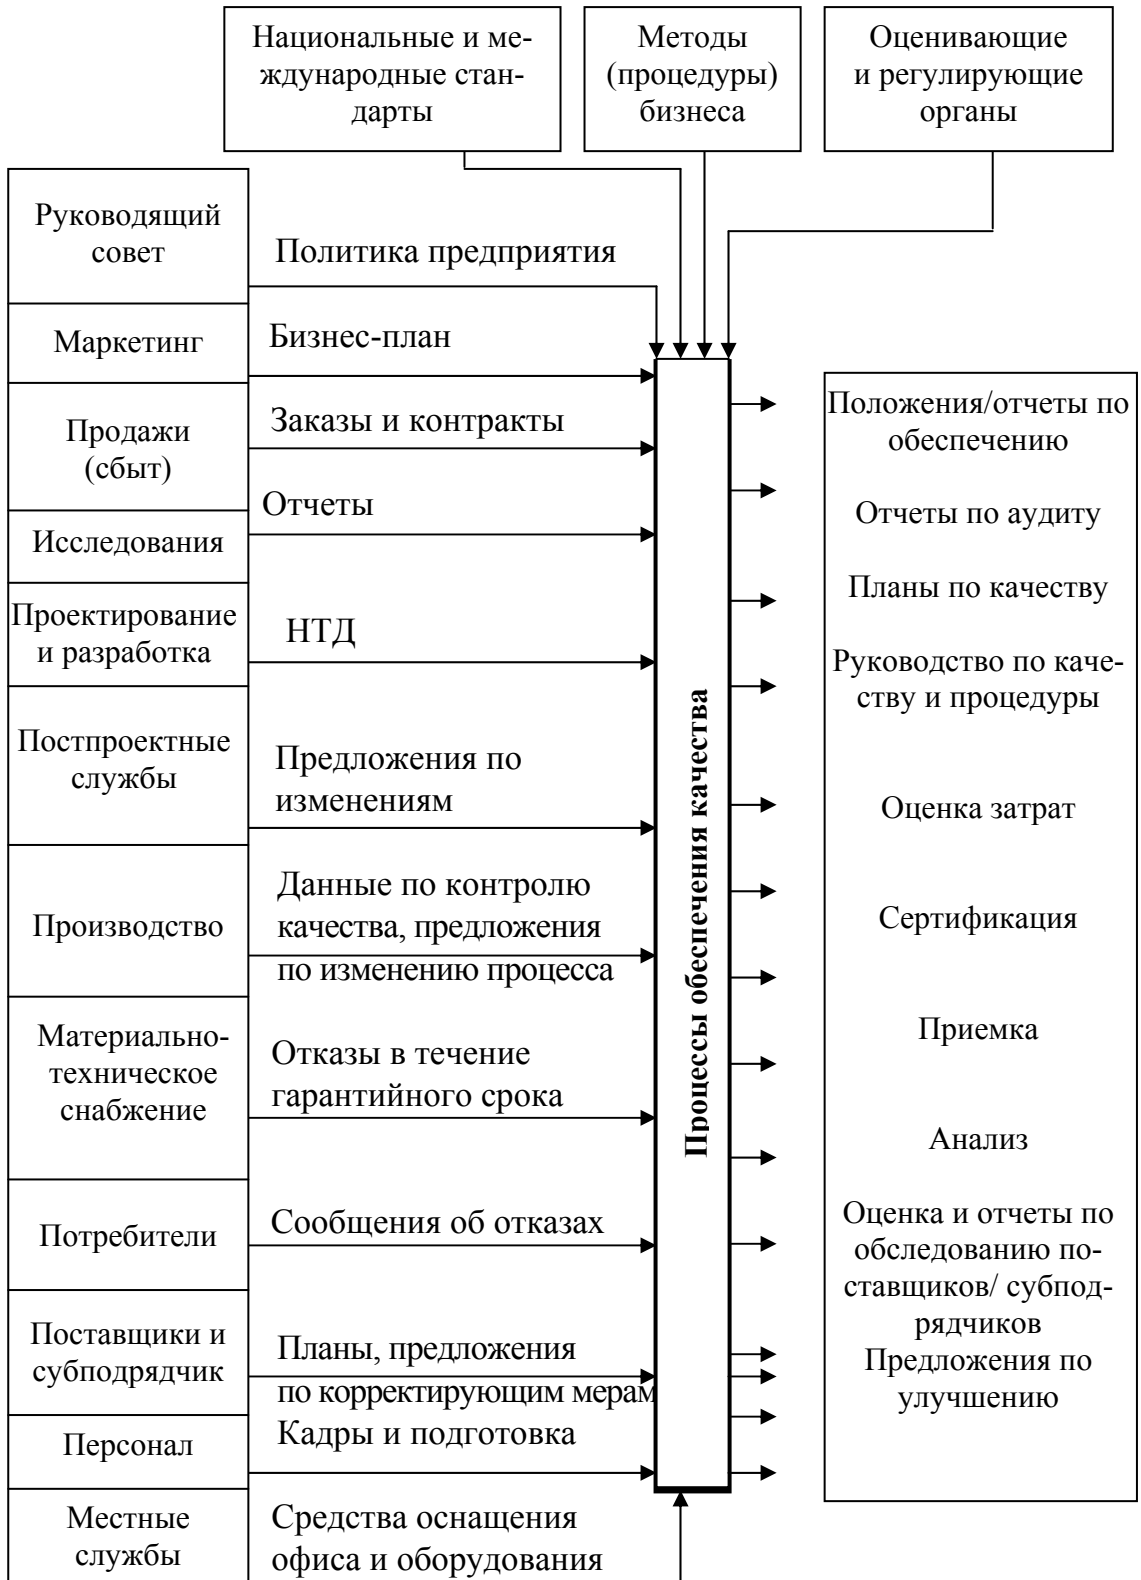 Национальные и ме-
ждународные стан-
дарты
Методы
(процедуры)
бизнеса
Оценивающие
и регулирующие
органы
Руководящий
совет
Политика предприятия
Маркетинг
Бизнес-план
Продажи
(сбыт)
Заказы и контракты
Исследования
Отчеты
Проектирование
и разработка
НТД
Постпроектные
службы
Предложения по
изменениям
Производство
Данные по контролю
качества, предложения
по изменению процесса
Материально-
техническое
снабжение
Отказы в течение
гарантийного срока
Потребители
Сообщения об отказах
Поставщики и
субподрядчик
Планы, предложения
по корректирующим мерам
Персонал
Кадры и подготовка
Местные
службы
Средства оснащения
офиса и оборудования
Процессы обеспечения качества
Положения/отчеты по
обеспечению
Отчеты по аудиту
Планы по качеству
Руководство по каче-
ству и процедуры
Оценка затрат
Сертификация
Приемка
Анализ
Оценка и отчеты по
обследованию по-
ставщиков/ субпод-
рядчиков
Предложения по
улучшению